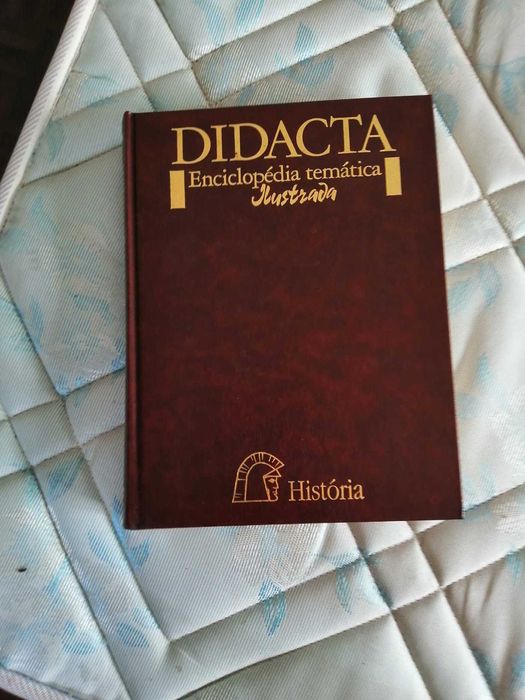 DIDACTA
Enciclopédia temática
Ilustrada
História